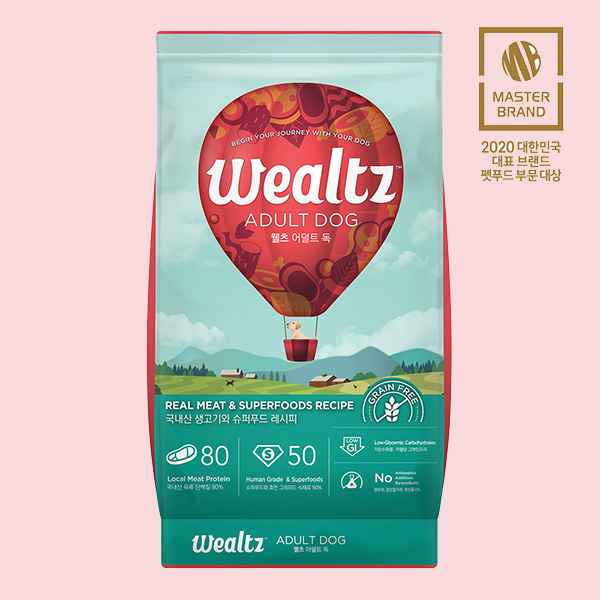 MB
MASTER
BRAND
2020 대한민국
대표 브랜드
펫푸드 부문 대상
BEGIN YOUR JOURNEY WITH YOUR DOG
Wealtz™
ADULT DOG
웰츠 어덜트 독
GRAIN FREE
REAL MEAT & SUPERFOODS RECIPE
국내산 생고기와 슈퍼푸드 레시피
80
Local Meat Protein
국내산 육류 단백질 80%
S 50
Human Grade & Superfoods
슈퍼푸드와 휴먼 그레이드 식재료 50%
LOW
GI
Low-Glycemic Carbohydrates
No
Antiseptics
Additives
By-products
Wealtz
ADULT DOG
웰츠 어덜트 독